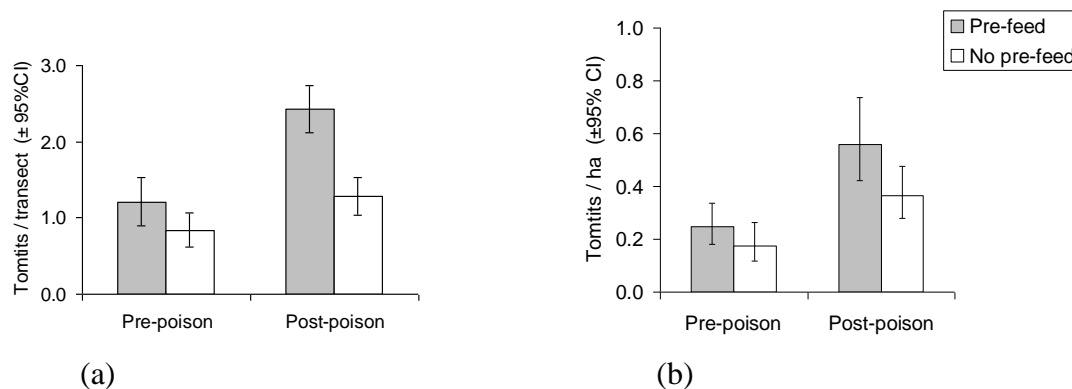 Tomtits / transect (± 95%CI)
3.0
2.0
1.0
0.0
Pre-poison
Post-poison
(a)
Tomtits / ha (±95% CI)
1.0
0.8
0.6
0.4
0.2
0.0
Pre-poison
Post-poison
(b)
Pre-feed
No pre-feed